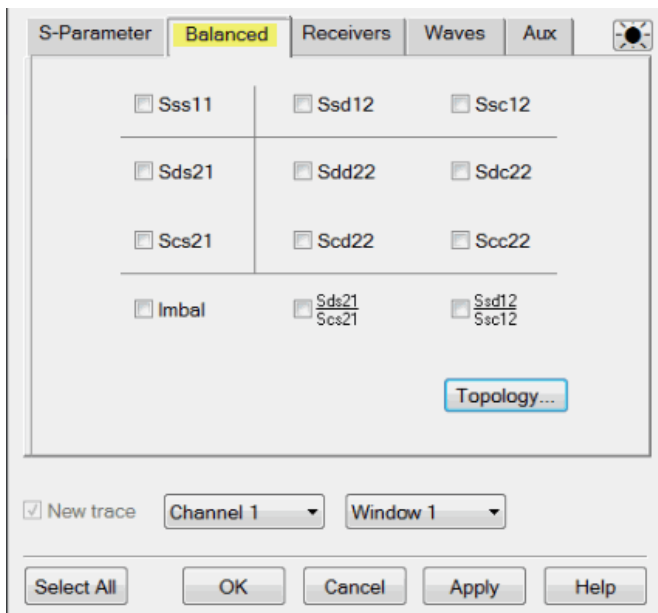 S-Parameter Balanced Receivers Waves Aux
Sss11 Ssd12 Ssc12
Sds21 Sdd22 Sdc22
Scs21 Scd22 Scc22
Imbal Sds21 Ssd12
Scs21 Ssc12
Topology...
New trace Channel 1 Window 1
Select All OK Cancel Apply Help